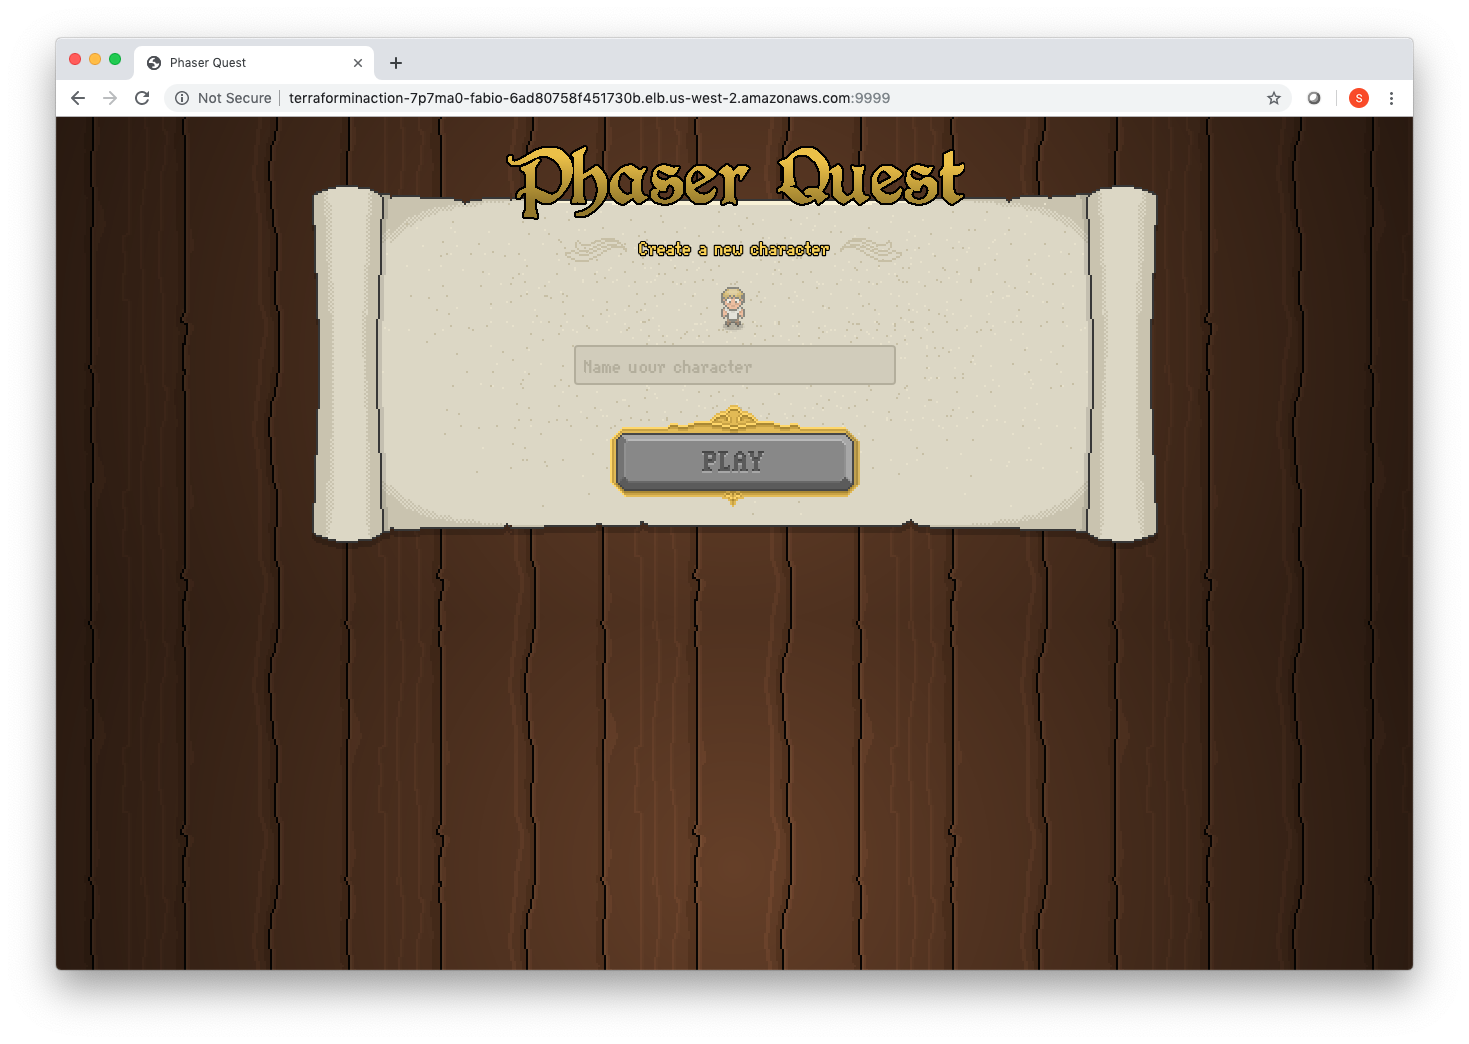 Phaser Quest
Not Secure
terraforminaction-7p7ma0-fabio-6ad80758f451730b.elb.us-west-2.amazonaws.com:9999
S
Phaser Quest
Create a new character
Name your character
PLAY